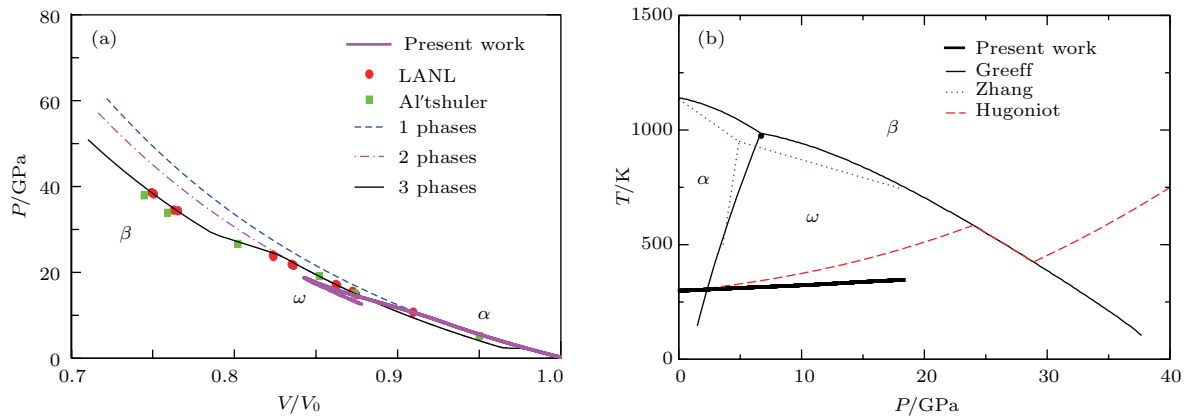 (a)
Present work
LANL
Al′tshuler
1 phases
2 phases
3 phases
β
ω
α
P/GPa
80
60
40
20
0
0.7
0.8
0.9
1.0
V/V₀
(b)
Present work
Greeff
Zhang
Hugoniot
β
α
ω
T/K
1500
1000
500
0
0
10
20
30
40
P/GPa